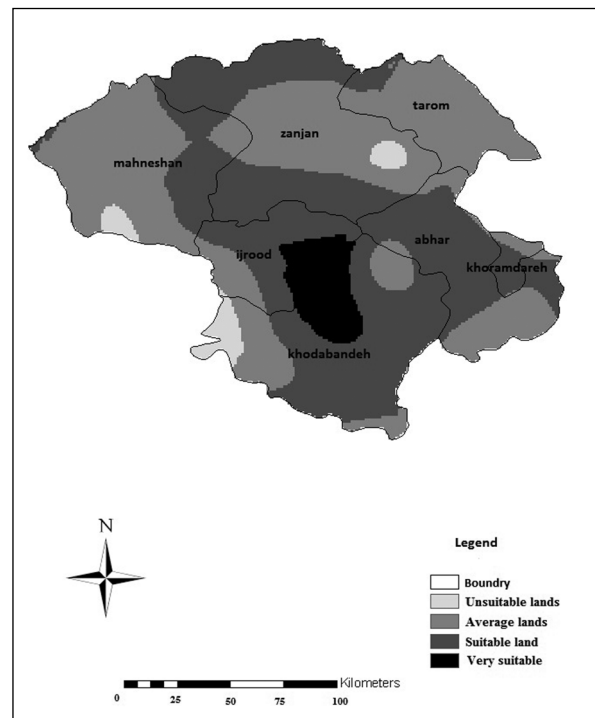 tarom
zanjan
mahneshan
abhar
ijrood
khoramdareh
khodabandeh
N
Legend
Boundry
Unsuitable lands
Average lands
Suitable land
Very suitable
Kilometers
0 25 50 75 100